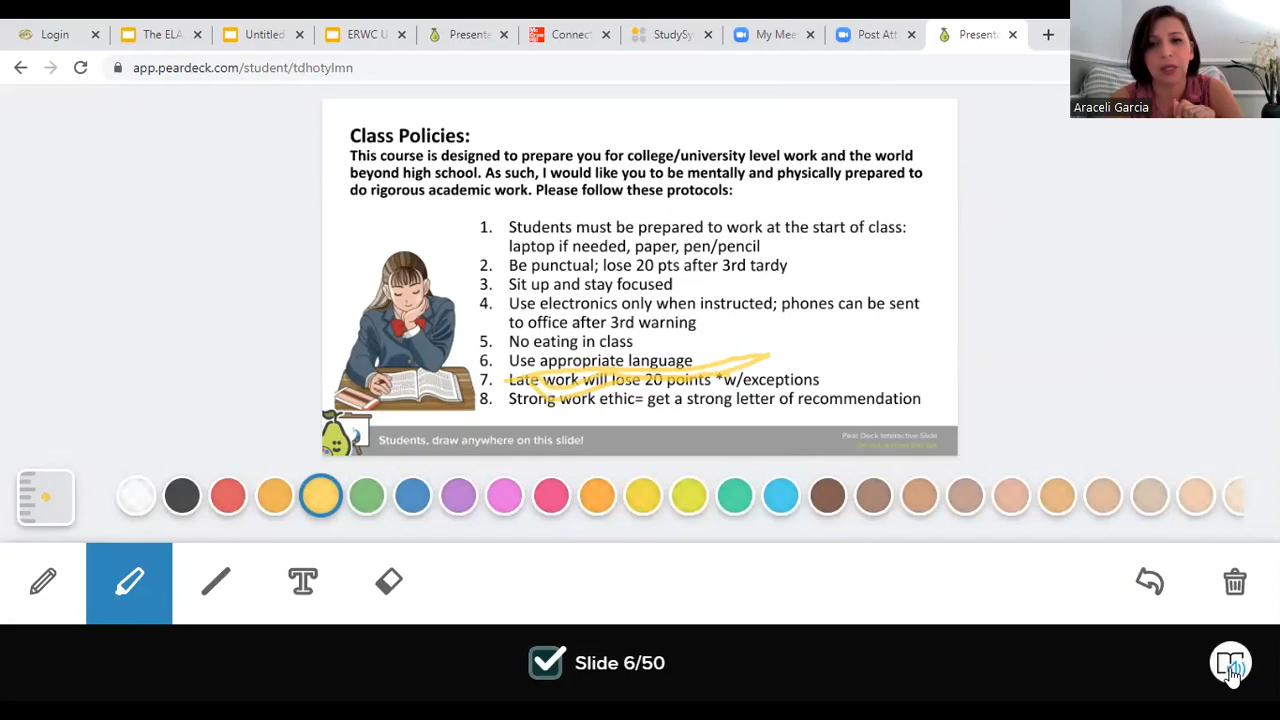 Login
The ELA
Untitled
ERWC U
Presente
Connect
StudySy
My Mee
Post Att
Presenta
app.peardeck.com/student/tdhotylmn
Araceli Garcia
Class Policies:
This course is designed to prepare you for college/university level work and the world
beyond high school. As such, I would like you to be mentally and physically prepared to
do rigorous academic work. Please follow these protocols:
1. Students must be prepared to work at the start of class:
laptop if needed, paper, pen/pencil
2. Be punctual; lose 20 pts after 3rd tardy
3. Sit up and stay focused
4. Use electronics only when instructed; phones can be sent
to office after 3rd warning
5. No eating in class
6. Use appropriate language
7. Late work will lose 20 points *w/exceptions
8. Strong work ethic= get a strong letter of recommendation
Students, draw anywhere on this slide!
Pear Deck Interactive Slide
T
Slide 6/50